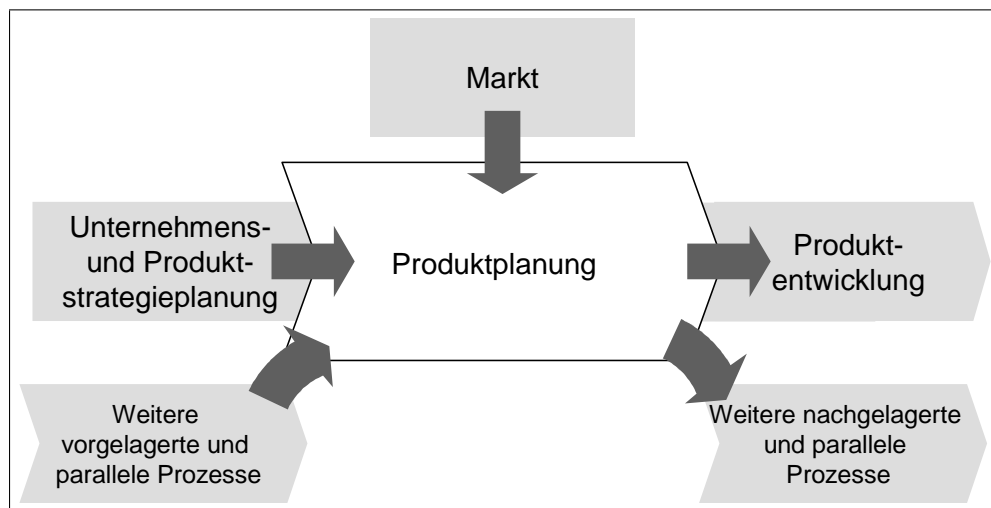 Markt
Unternehmens-
und Produkt-
strategieplanung
Produktplanung
Produkt-
entwicklung
Weitere
vorgelagerte und
parallele Prozesse
Weitere nachgelagerte
und parallele
Prozesse